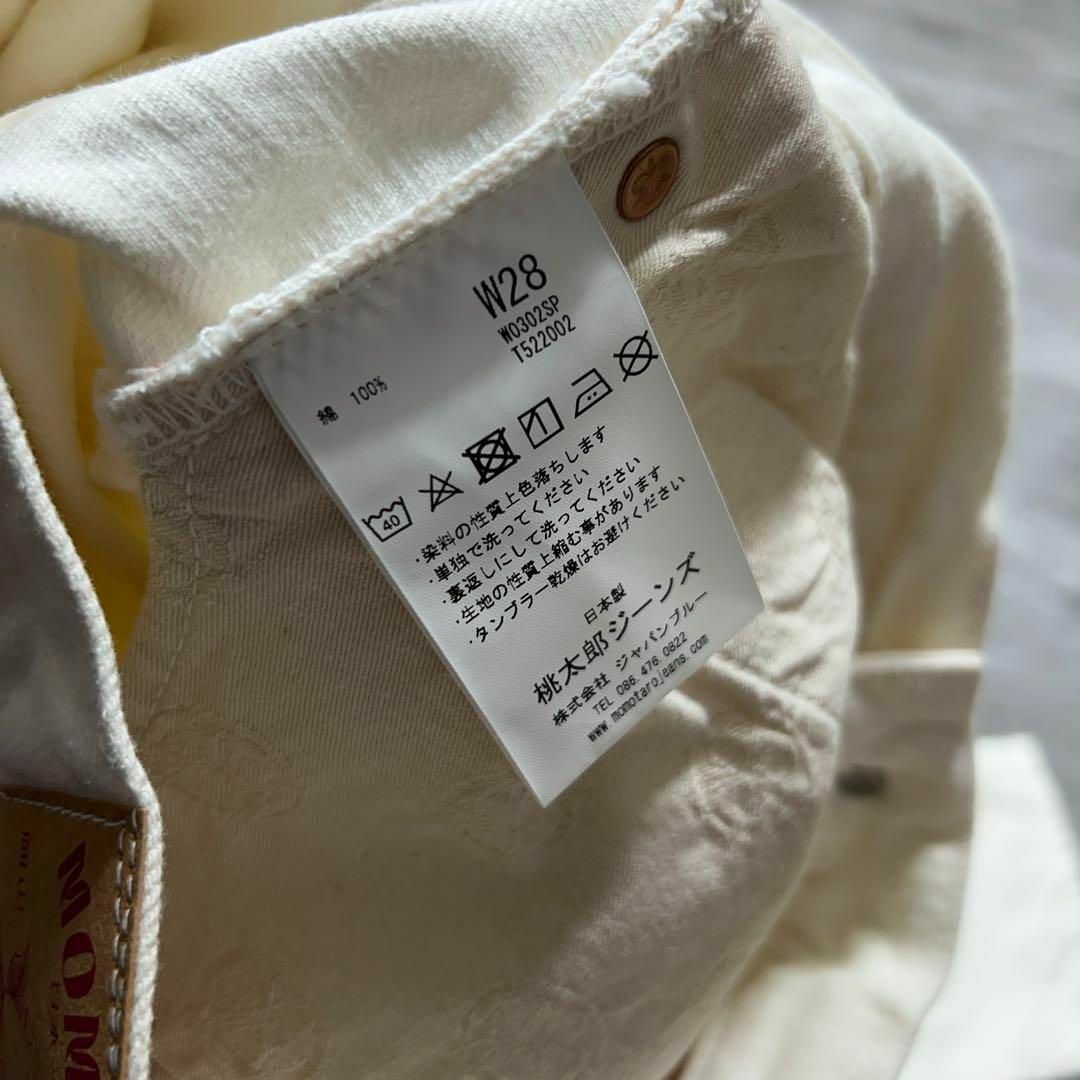 W28
W0302SP
T522002
綿 100%
40
・染料の性質上色落ちします
・単独で洗ってください
・裏返しにして洗ってください
・生地の性質上縮む事があります
・タンブラー乾燥はお避けください
日本製
桃太郎ジーンズ
株式会社 ジャパンブルー
TEL 086.476.0822
www.momotarojeans.com
MOM